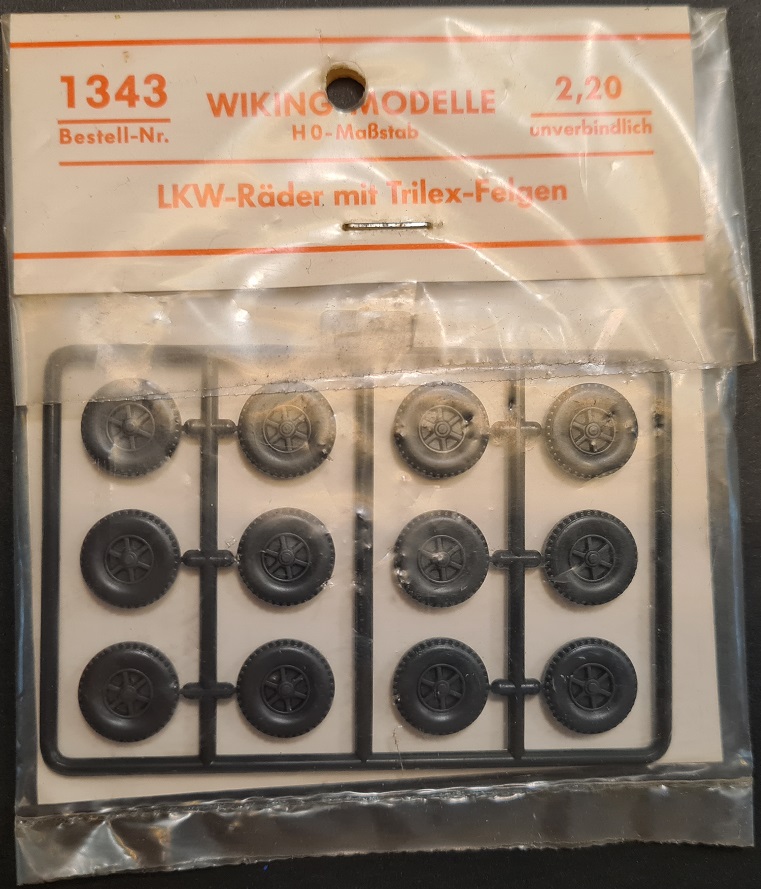 1343
Bestell-Nr.
WIKING MODELLE
H0-Maßstab
2,20
unverbindlich
LKW-Räder mit Trilex-Felgen